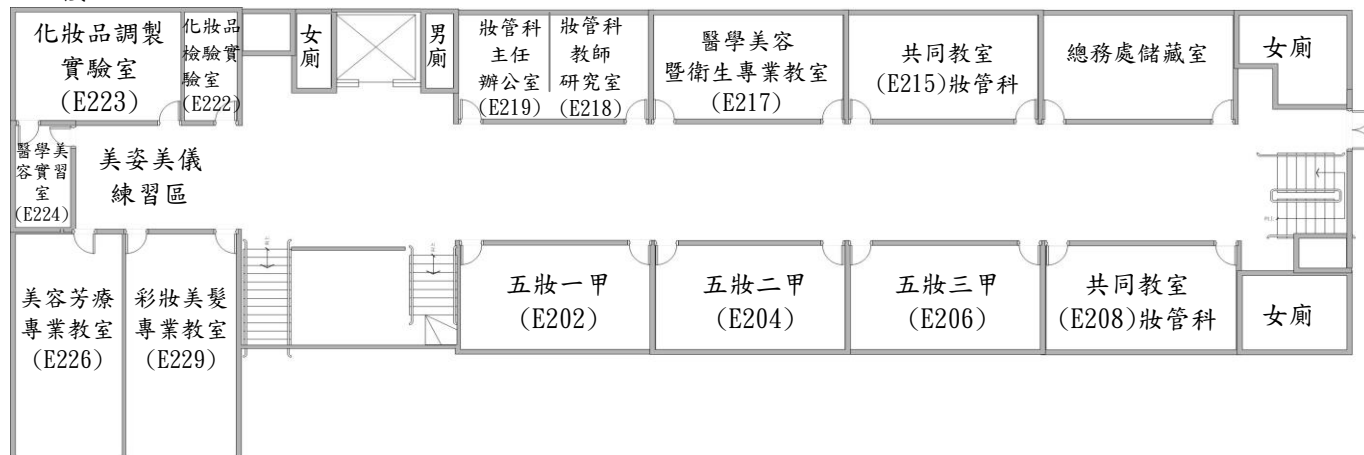 化妝品調製
實驗室
(E223)
化妝品
檢驗實
驗室
(E222)
女廁
男廁
妝管科
主任
辦公室
(E219)
妝管科
教師
研究室
(E218)
醫學美容
暨衛生專業教室
(E217)
共同教室
(E215)妝管科
總務處儲藏室
女廁
醫學美
容實習
室
(E224)
美姿美儀
練習區
美容芳療
專業教室
(E226)
彩妝美髮
專業教室
(E229)
五妝一甲
(E202)
五妝二甲
(E204)
五妝三甲
(E206)
共同教室
(E208)妝管科
女廁